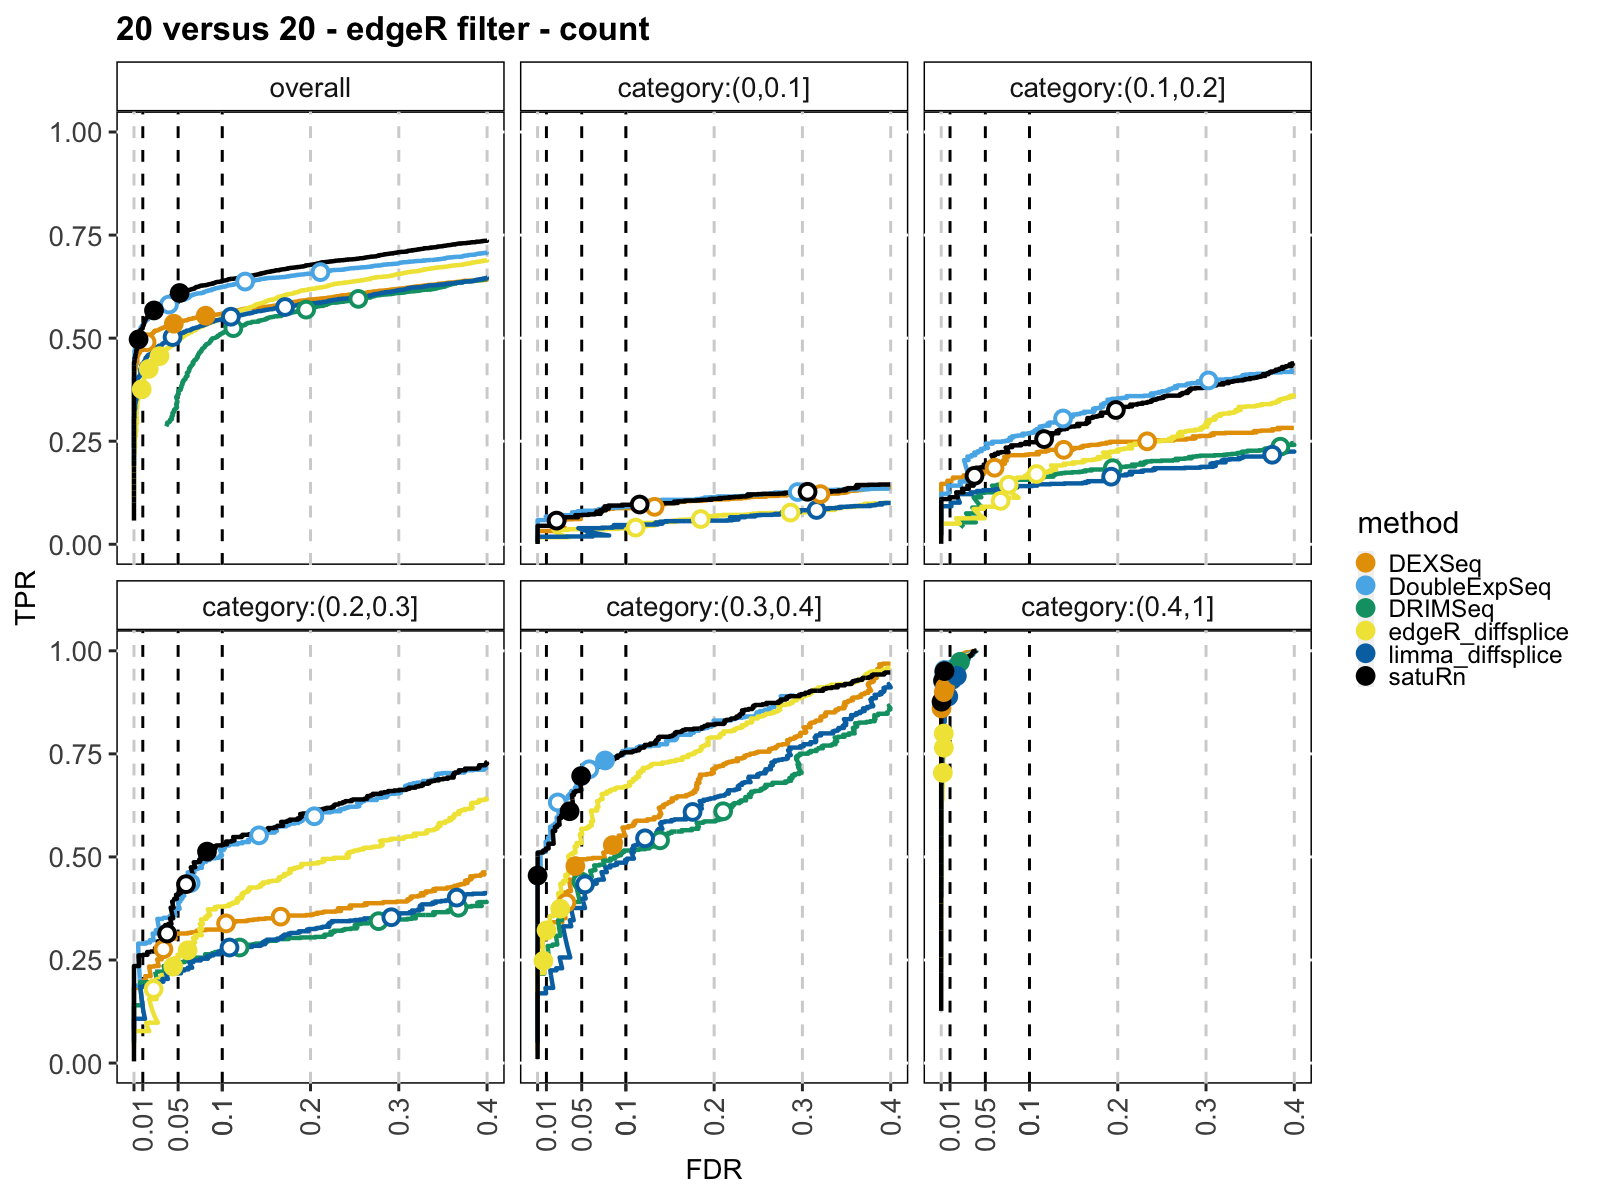 20 versus 20 - edgeR filter - count
overall
category:(0,0.1]
category:(0.1,0.2]
1.00
0.75
0.50
0.25
0.00
category:(0.2,0.3]
category:(0.3,0.4]
category:(0.4,1]
1.00
0.75
0.50
0.25
0.00
TPR
0.01 0.05 0.1 0.2 0.3 0.4
0.01 0.05 0.1 0.2 0.3 0.4
0.01 0.05 0.1 0.2 0.3 0.4
FDR
method
DEXSeq
DoubleExpSeq
DRIMSeq
edgeR_diffsplice
limma_diffsplice
satuRn